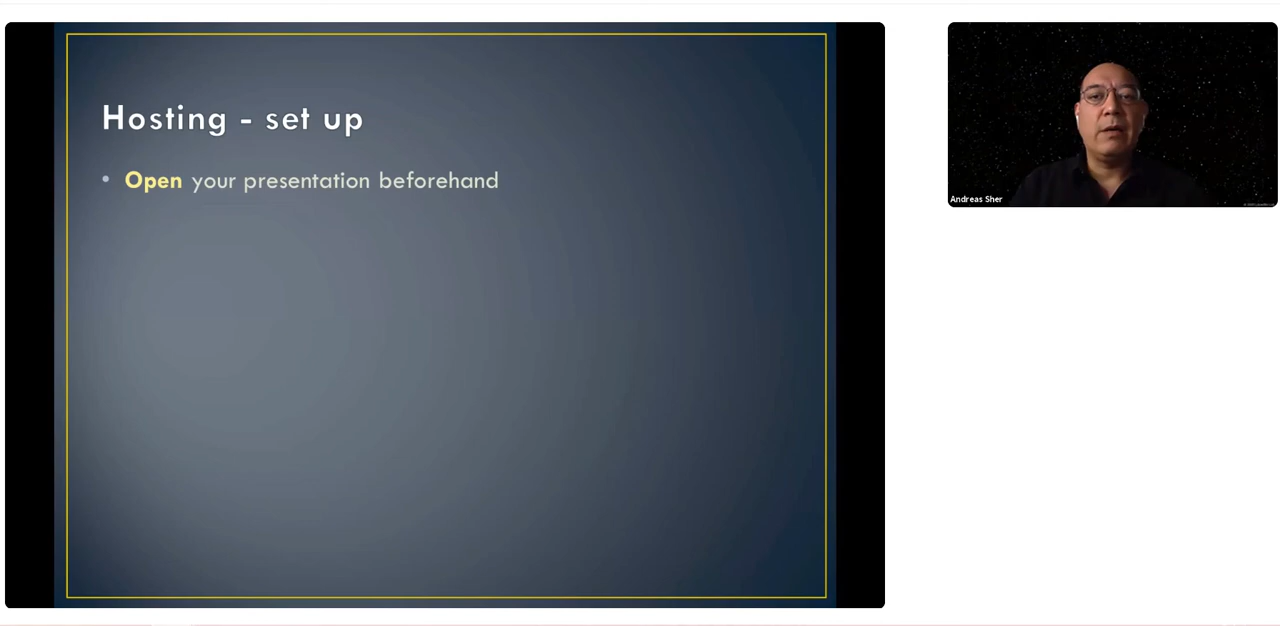 Hosting - set up
• Open your presentation beforehand
Andreas Sher